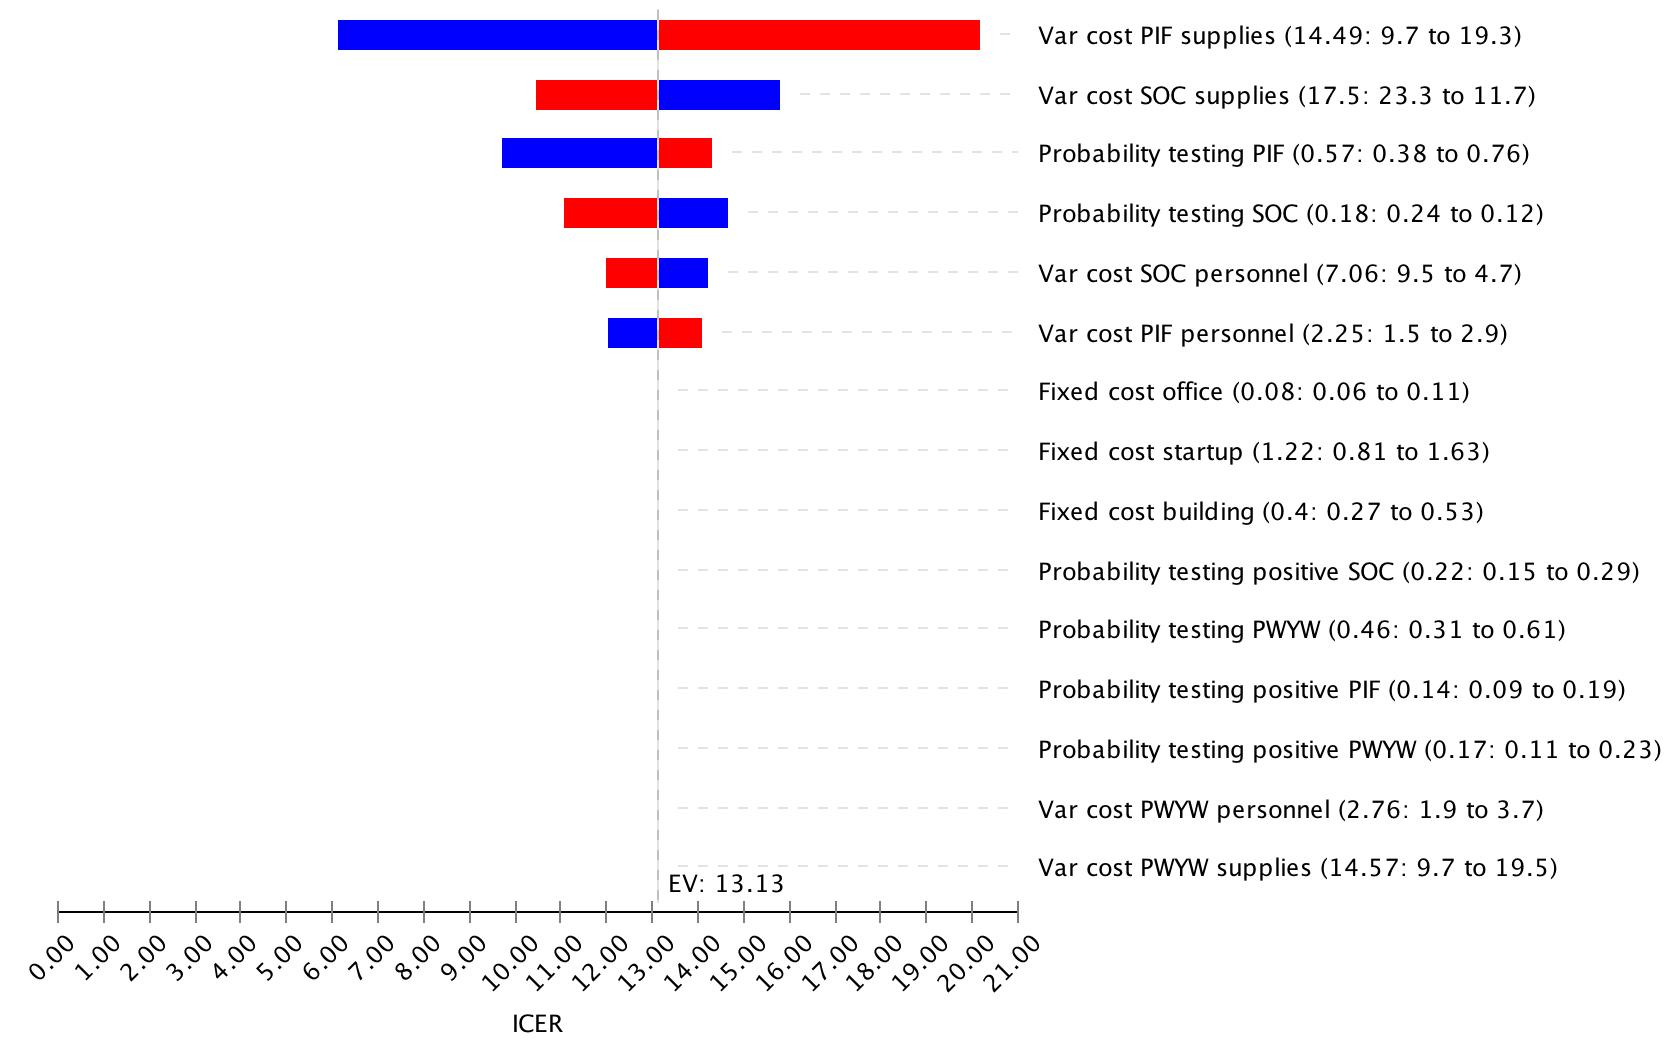 Var cost PIF supplies (14.49: 9.7 to 19.3)
Var cost SOC supplies (17.5: 23.3 to 11.7)
Probability testing PIF (0.57: 0.38 to 0.76)
Probability testing SOC (0.18: 0.24 to 0.12)
Var cost SOC personnel (7.06: 9.5 to 4.7)
Var cost PIF personnel (2.25: 1.5 to 2.9)
Fixed cost office (0.08: 0.06 to 0.11)
Fixed cost startup (1.22: 0.81 to 1.63)
Fixed cost building (0.4: 0.27 to 0.53)
Probability testing positive SOC (0.22: 0.15 to 0.29)
Probability testing PWYW (0.46: 0.31 to 0.61)
Probability testing positive PIF (0.14: 0.09 to 0.19)
Probability testing positive PWYW (0.17: 0.11 to 0.23)
Var cost PWYW personnel (2.76: 1.9 to 3.7)
Var cost PWYW supplies (14.57: 9.7 to 19.5)
EV: 13.13
0.00 1.00 2.00 3.00 4.00 5.00 6.00 7.00 8.00 9.00 10.00 11.00 12.00 13.00 14.00 15.00 16.00 17.00 18.00 19.00 20.00 21.00
ICER